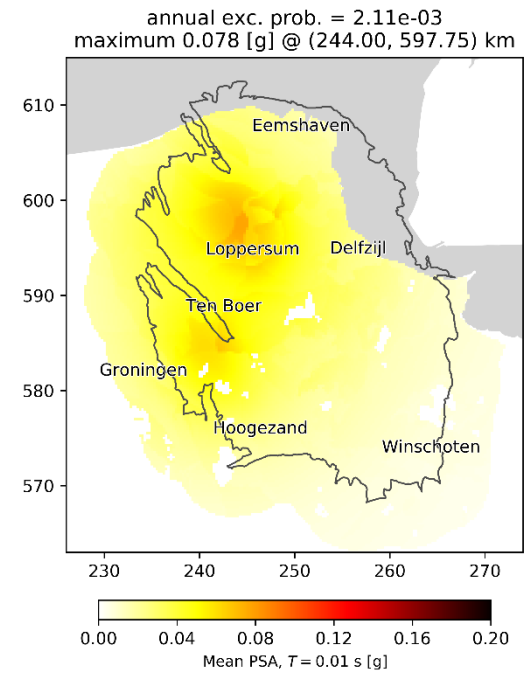 annual exc. prob. = 2.11e-03
maximum 0.078 [g] @ (244.00, 597.75) km
610
Eemshaven
600
Loppersum
Delfzijl
590
Ten Boer
Groningen
580
Hoogezand
Winschoten
570
230 240 250 260 270
0.00 0.04 0.08 0.12 0.16 0.20
Mean PSA, T = 0.01 s [g]